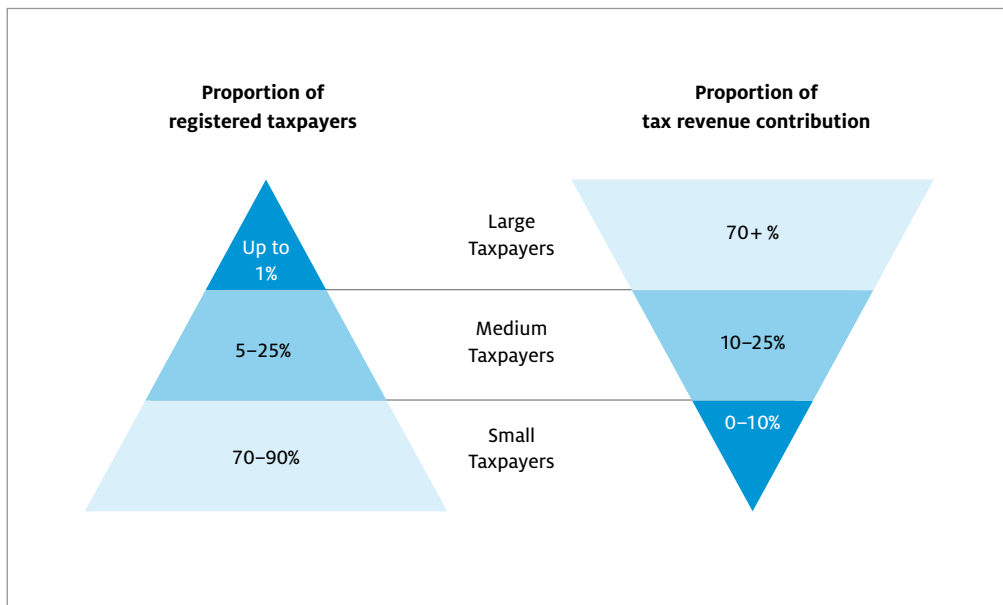 Proportion of
registered taxpayers
Proportion of
tax revenue contribution
Up to
1%
Large
Taxpayers
70+ %
5–25%
Medium
Taxpayers
10–25%
70–90%
Small
Taxpayers
0–10%